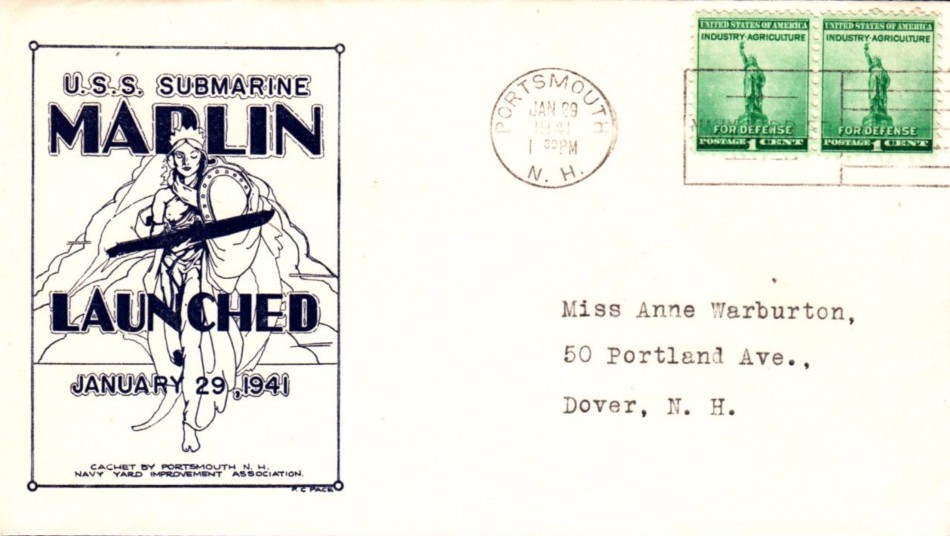 U.S.S. SUBMARINE
MARLIN
LAUNCHED
JANUARY 29, 1941
CACHET BY PORTSMOUTH N. H.
NAVY YARD IMPROVEMENT ASSOCIATION.
P. C. PACE
PORTSMOUTH
JAN 29
1941
1 30 PM
N. H.
UNITED STATES OF AMERICA
INDUSTRY·AGRICULTURE
FOR DEFENSE
POSTAGE 1 CENT
UNITED STATES OF AMERICA
INDUSTRY·AGRICULTURE
FOR DEFENSE
POSTAGE 1 CENT
Miss Anne Warburton,
50 Portland Ave.,
Dover, N. H.